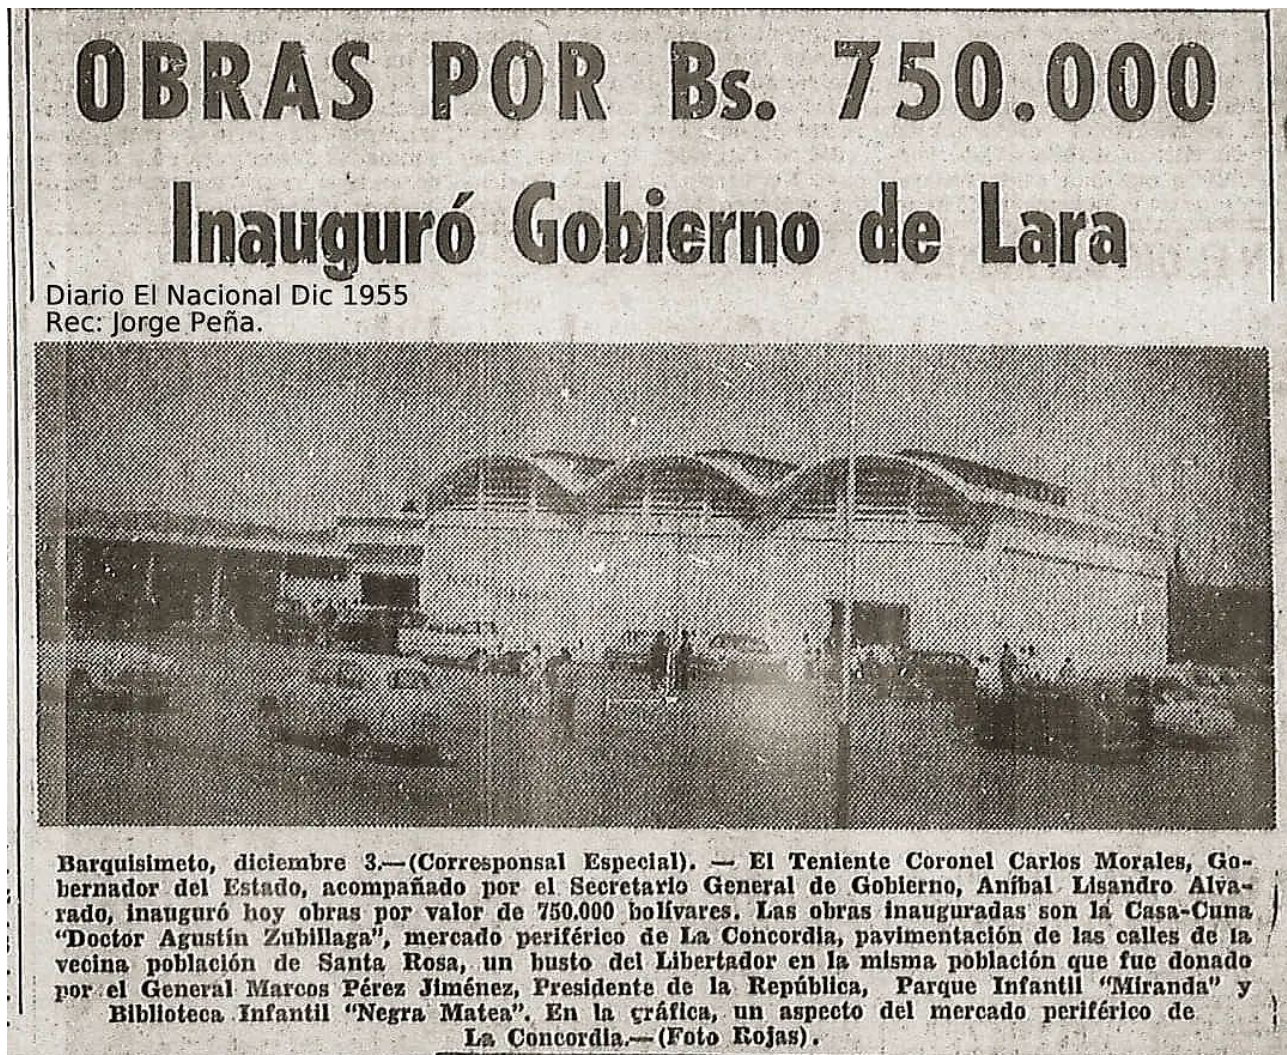 OBRAS POR Bs. 750.000
Inauguró Gobierno de Lara
Diario El Nacional Dic 1955
Rec: Jorge Peña.
Barquisimeto, diciembre 3.—(Corresponsal Especial). — El Teniente Coronel Carlos Morales, Go-
bernador del Estado, acompañado por el Secretario General de Gobierno, Aníbal Lisandro Alva-
rado, inauguró hoy obras por valor de 750.000 bolívares. Las obras inauguradas son la Casa-Cuna
"Doctor Agustín Zubillaga", mercado periférico de La Concordia, pavimentación de las calles de la
vecina población de Santa Rosa, un busto del Libertador en la misma población que fue donado
por el General Marcos Pérez Jiménez, Presidente de la República, Parque Infantil "Miranda" y
Biblioteca Infantil "Negra Matea". En la gráfica, un aspecto del mercado periférico de
La Concordia.—(Foto Rojas).